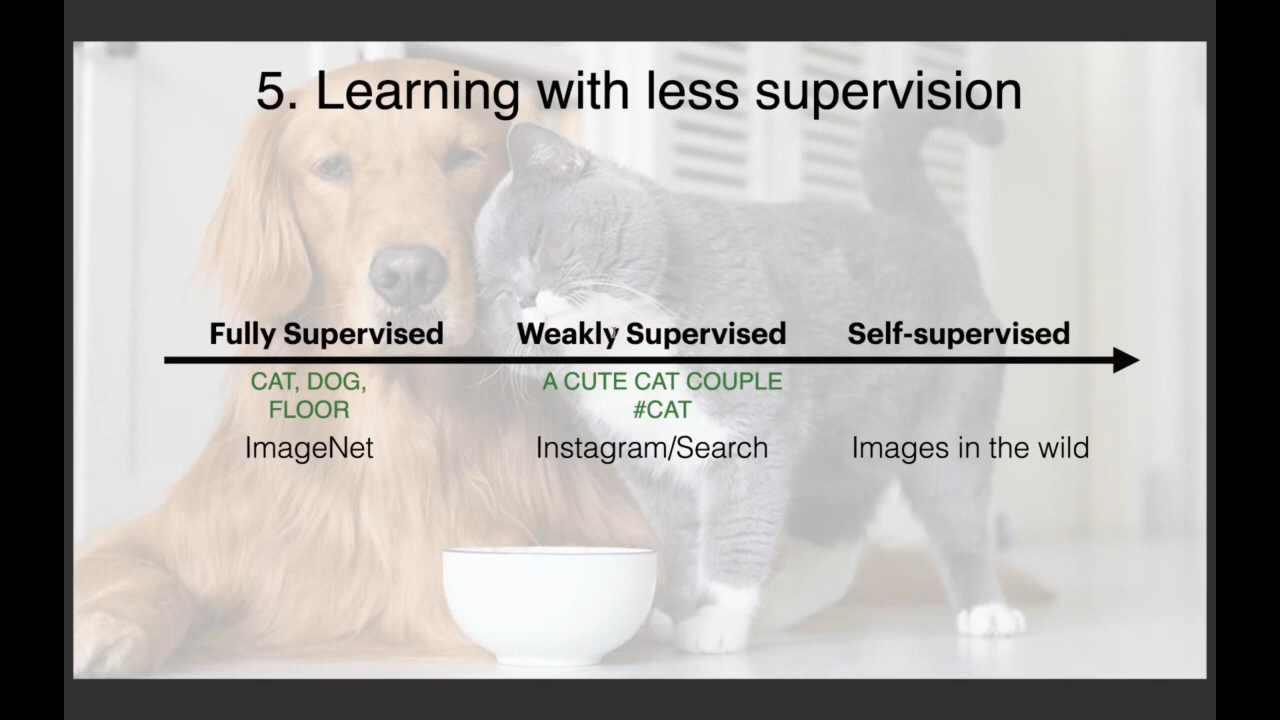 5. Learning with less supervision
Fully Supervised
Weakly Supervised
Self-supervised
CAT, DOG,
FLOOR
A CUTE CAT COUPLE
#CAT
ImageNet
Instagram/Search
Images in the wild